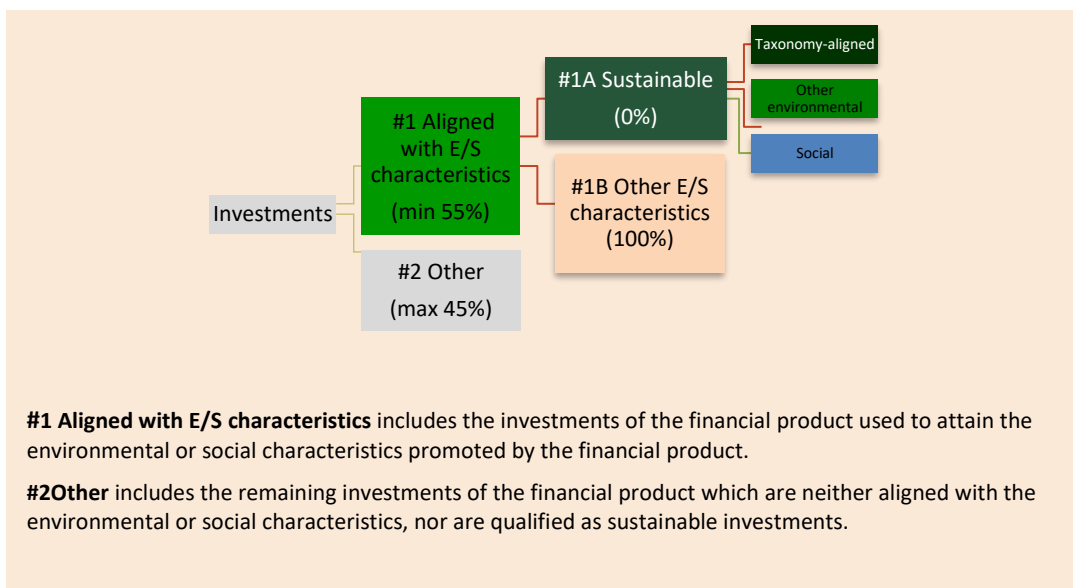 Investments
#1 Aligned
with E/S
characteristics
(min 55%)
#2 Other
(max 45%)
#1A Sustainable
(0%)
#1B Other E/S
characteristics
(100%)
Taxonomy-aligned
Other
environmental
Social
#1 Aligned with E/S characteristics includes the investments of the financial product used to attain the
environmental or social characteristics promoted by the financial product.
#2Other includes the remaining investments of the financial product which are neither aligned with the
environmental or social characteristics, nor are qualified as sustainable investments.